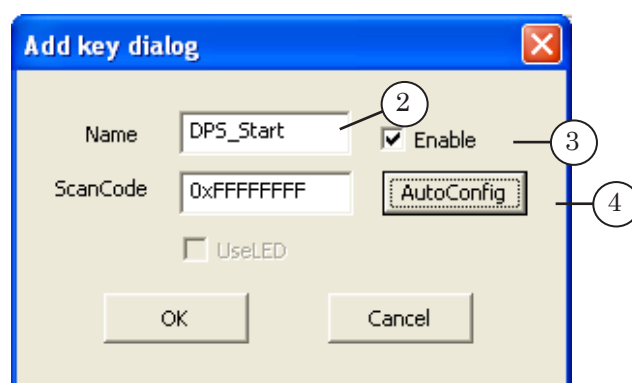 Add key dialog
2
Name DPS_Start Enable 3
ScanCode 0xFFFFFFFF AutoConfig 4
UseLED
OK Cancel